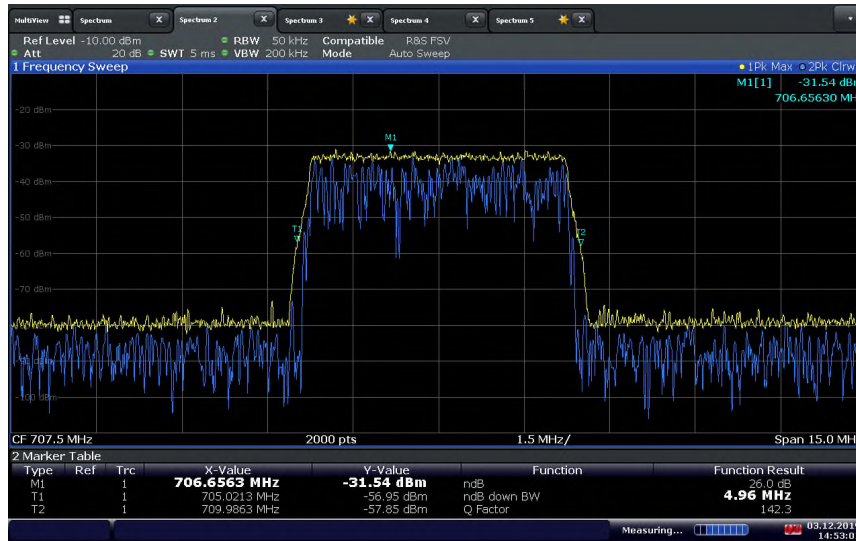 MultiView Spectrum X Spectrum 2 X Spectrum 3 X Spectrum 4 X Spectrum 5 X
Ref Level -10.00 dBm RBW 50 kHz Compatible R&S FSV
Att 20 dB SWT 5 ms VBW 200 kHz Mode Auto Sweep
1 Frequency Sweep 1Pk Max 2Pk Clrw
M1[1] -31.54 dBm
706.65630 MH
-20 dBm
M1
-30 dBm
-40 dBm
-50 dBm
T1 T2
-60 dBm
-70 dBm
-100 dBm
CF 707.5 MHz 2000 pts 1.5 MHz/ Span 15.0 MH
2 Marker Table
Type Ref Trc X-Value Y-Value Function Function Result
M1 1 706.6563 MHz -31.54 dBm ndB 26.0 dB
T1 1 705.0213 MHz -56.95 dBm ndB down BW 4.96 MHz
T2 1 709.9863 MHz -57.85 dBm Q Factor 142.3
Measuring... 03.12.201
14:53:0